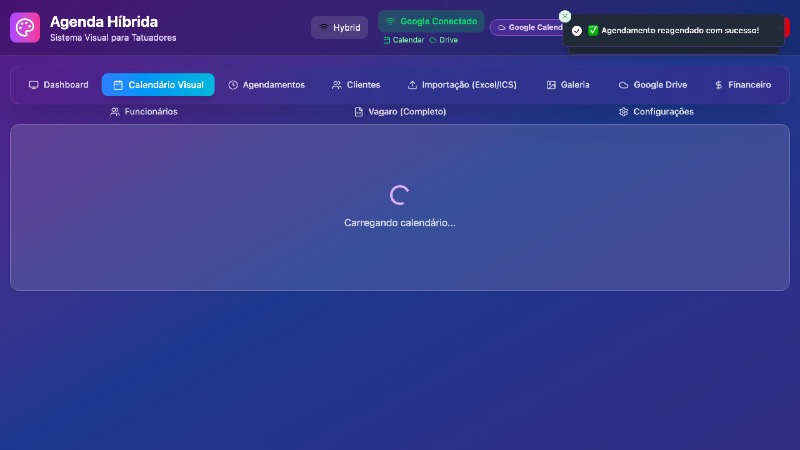 Agenda Híbrida
Sistema Visual para Tatuadores
Hybrid
Google Conectado
Calendar Drive
Google Calend
✅ Agendamento reagendado com sucesso!
Dashboard
Calendário Visual
Agendamentos
Clientes
Importação (Excel/ICS)
Galeria
Google Drive
Financeiro
Funcionários
Vagaro (Completo)
Configurações
Carregando calendário...